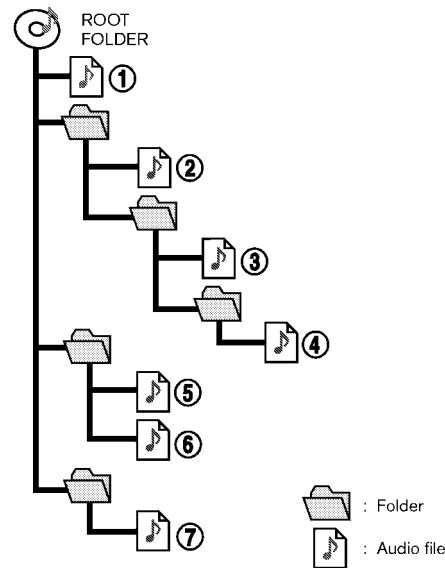 ROOT
FOLDER
①
②
③
④
⑤
⑥
⑦
: Folder
: Audio file